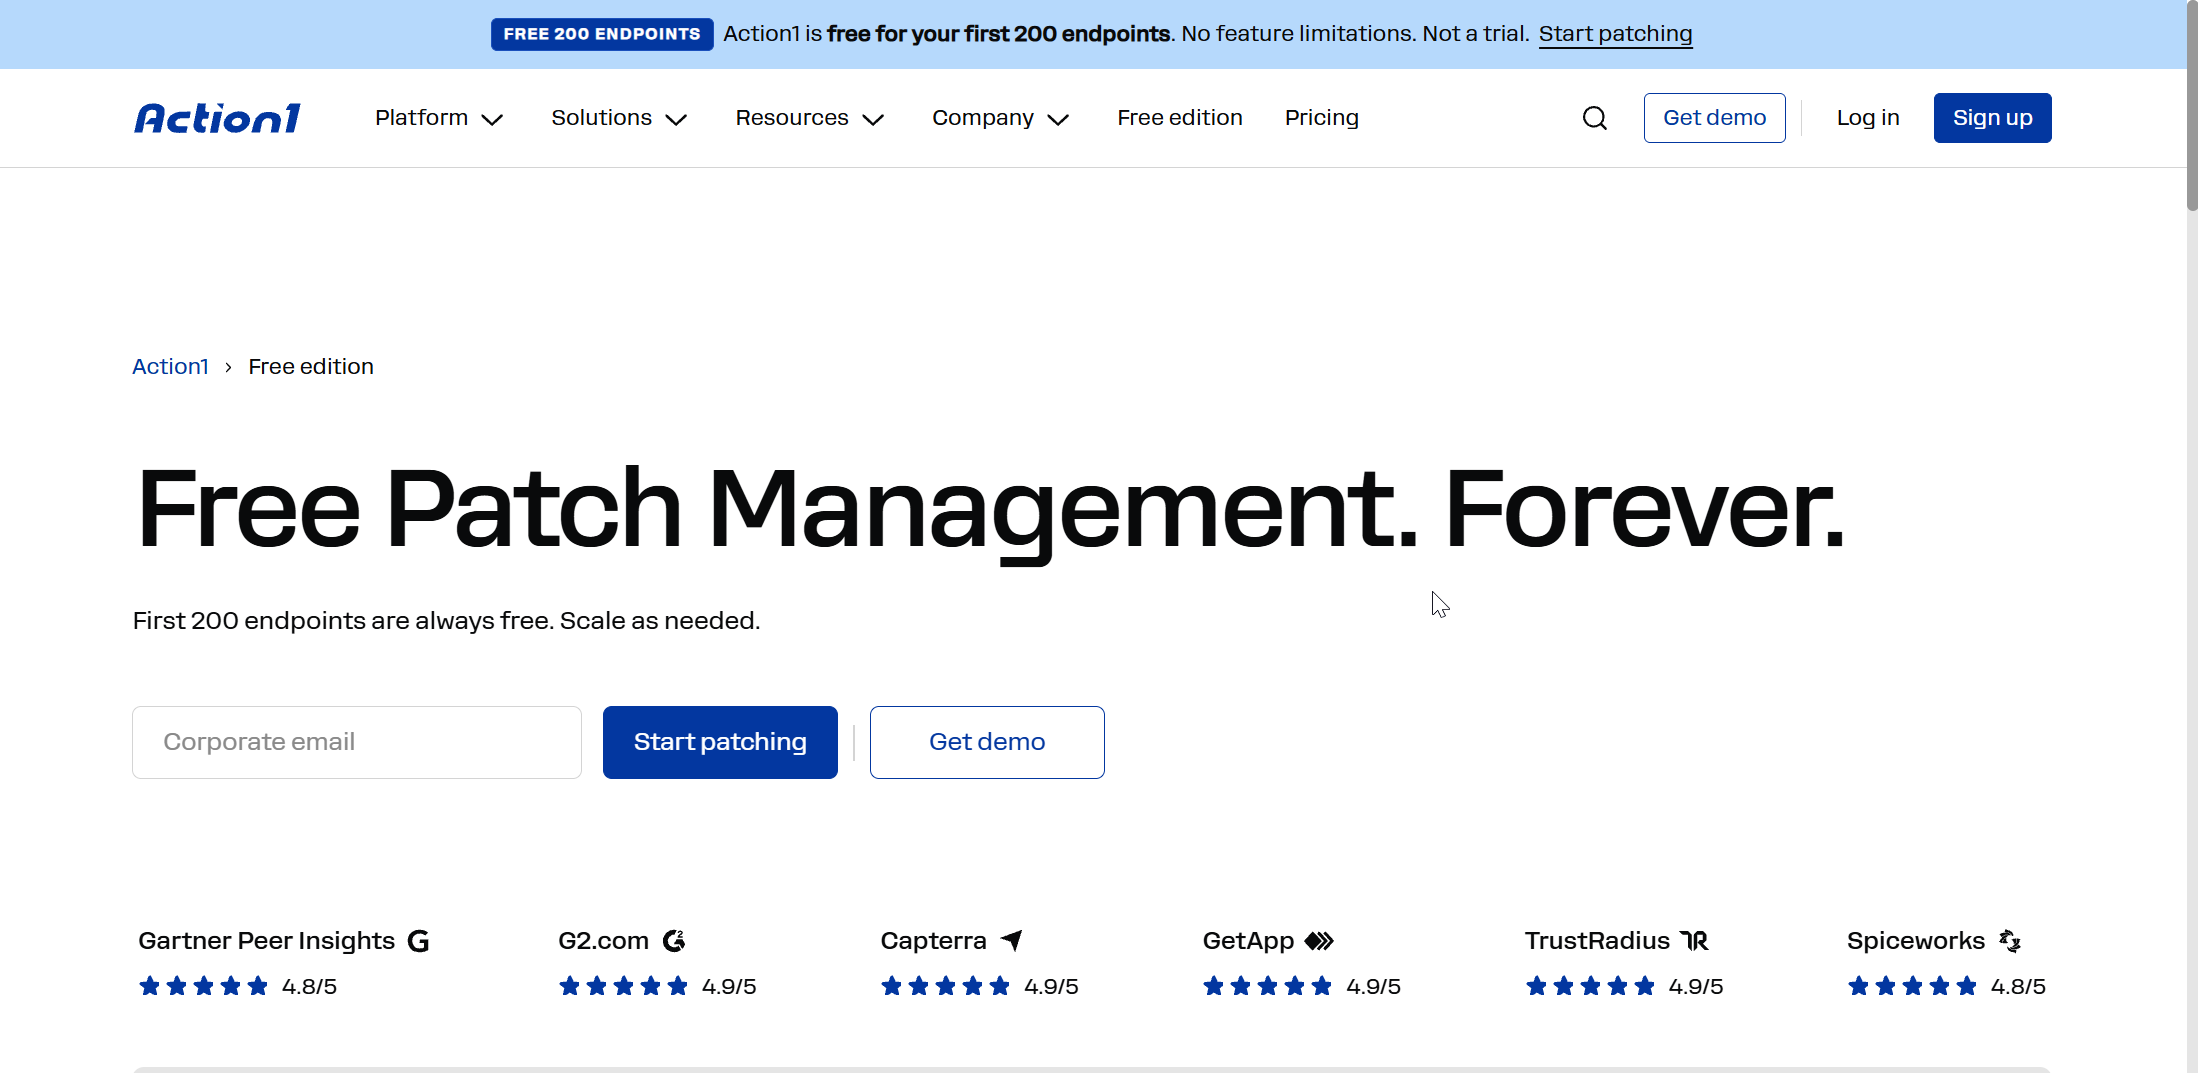 FREE 200 ENDPOINTS Action1 is free for your first 200 endpoints. No feature limitations. Not a trial. Start patching
Action1 Platform Solutions Resources Company Free edition Pricing Get demo Log in Sign up
Action1 › Free edition
Free Patch Management. Forever.
First 200 endpoints are always free. Scale as needed.
Corporate email Start patching Get demo
Gartner Peer Insights G2.com Capterra GetApp TrustRadius Spiceworks
4.8/5 4.9/5 4.9/5 4.9/5 4.9/5 4.8/5